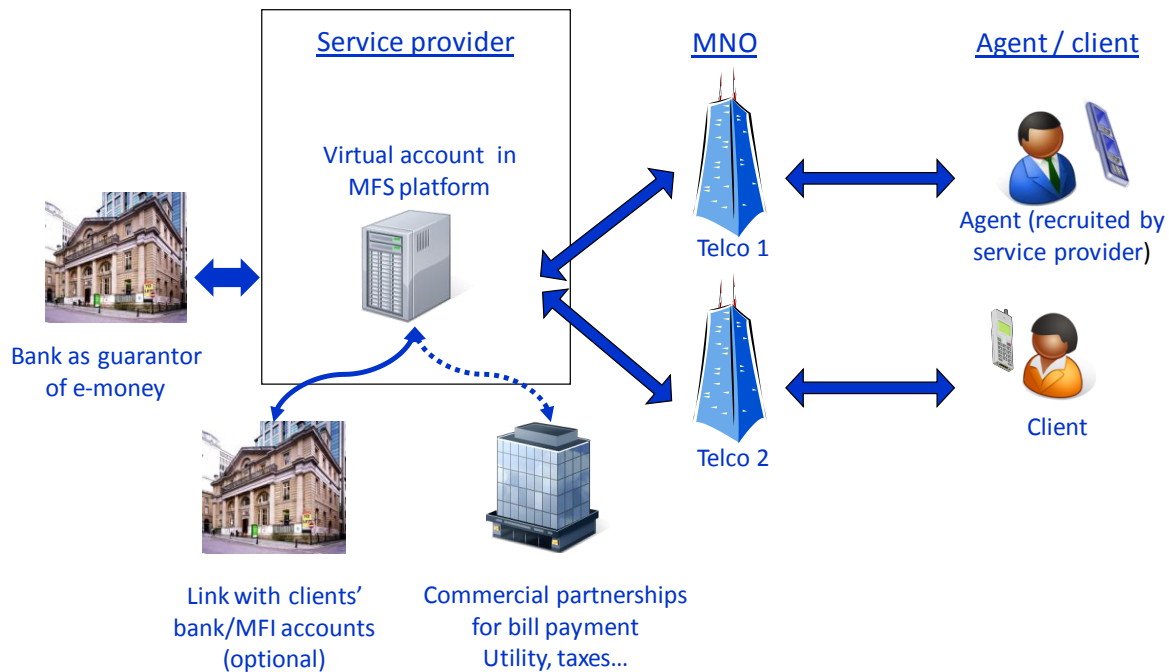 Service provider
MNO
Agent / client
Virtual account in
MFS platform
Telco 1
Agent (recruited by
service provider)
Bank as guarantor
of e-money
Telco 2
Client
Link with clients’
bank/MFI accounts
(optional)
Commercial partnerships
for bill payment
Utility, taxes…